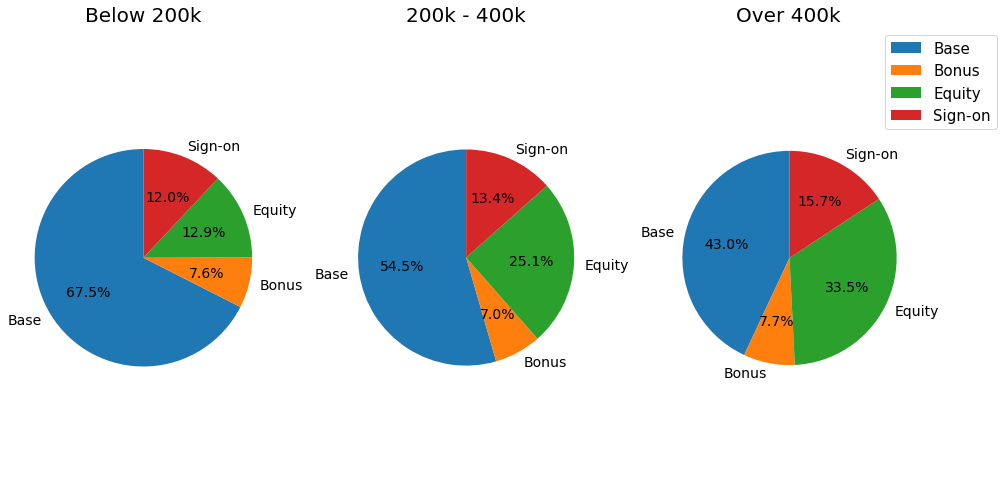 Below 200k
200k - 400k
Over 400k
Base
Bonus
Equity
Sign-on
Sign-on
12.0%
Equity
12.9%
7.6%
Bonus
67.5%
Base
Sign-on
13.4%
54.5%
25.1%
Equity
Base
7.0%
Bonus
Sign-on
15.7%
Base
43.0%
33.5%
Equity
7.7%
Bonus